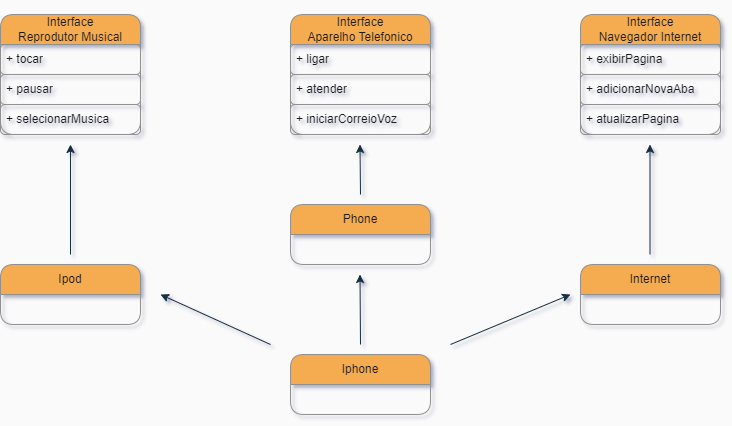 Interface
Reprodutor Musical
+ tocar
+ pausar
+ selecionarMusica
Interface
Aparelho Telefonico
+ ligar
+ atender
+ iniciarCorreioVoz
Interface
Navegador Internet
+ exibirPagina
+ adicionarNovaAba
+ atualizarPagina
Phone
Ipod
Internet
Iphone